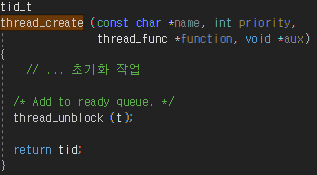 tid_t
thread_create (const char *name, int priority,
thread_func *function, void *aux)
{
// ... 초기화 작업
/* Add to ready queue. */
thread_unblock (t);
return tid;
}